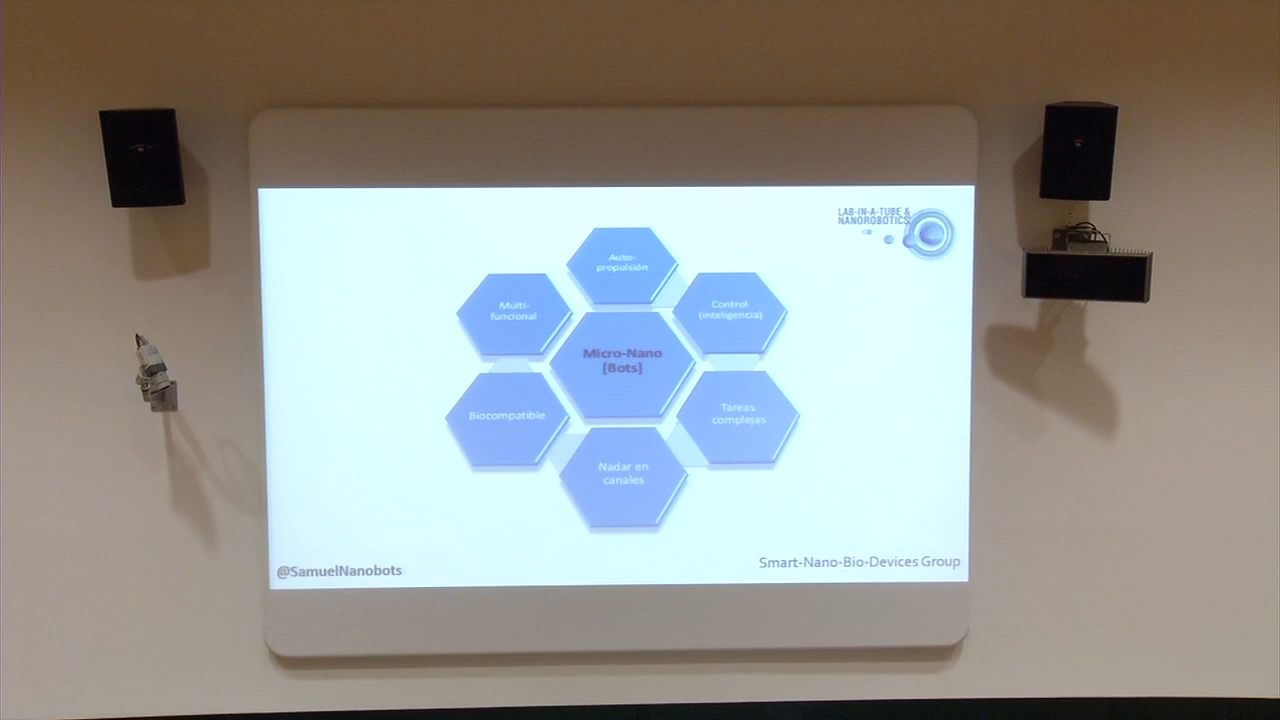 LAB-IN-A-TUBE &
NANOROBOTICS
Auto-
propulsión
Multi-
funcional
Control
(inteligencia)
Micro-Nano
[Bots]
Biocompatible
Tareas
complejas
Nadar en
canales
@SamuelNanobots
Smart-Nano-Bio-Devices Group